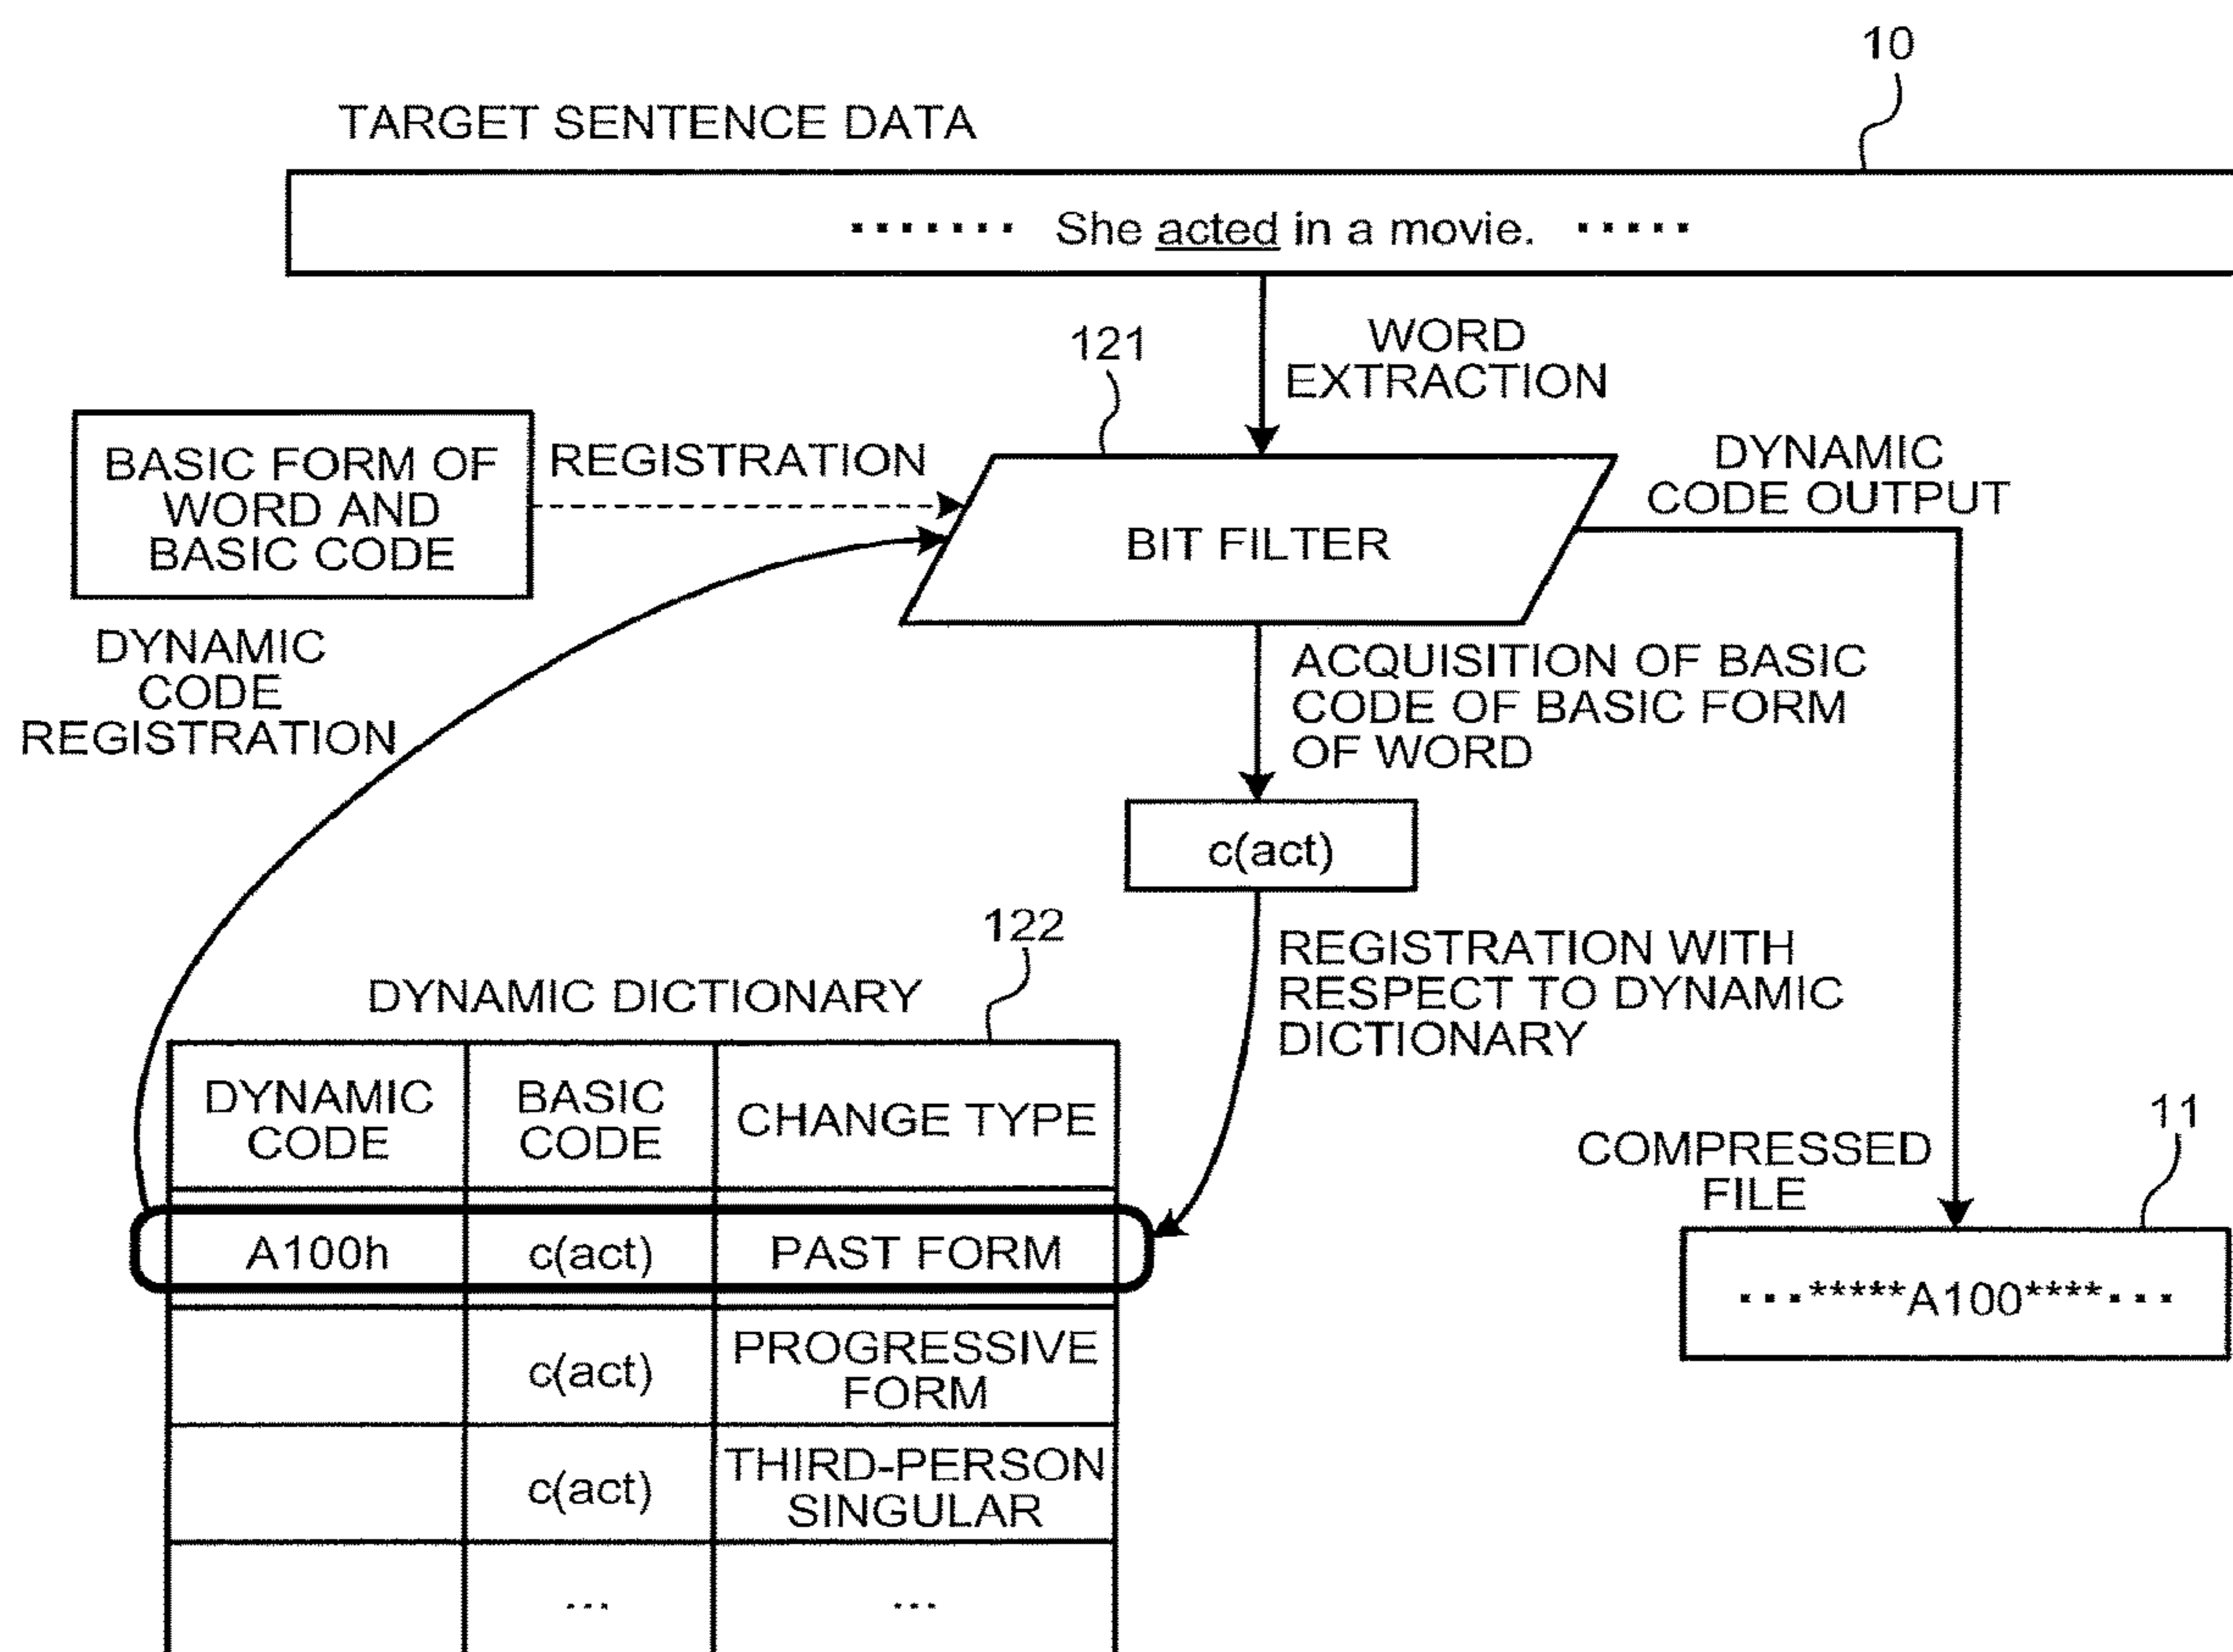 10
TARGET SENTENCE DATA
······· She acted in a movie. ·····
WORD
EXTRACTION
121
BASIC FORM OF
WORD AND
BASIC CODE
REGISTRATION
BIT FILTER
DYNAMIC
CODE OUTPUT
DYNAMIC
CODE
REGISTRATION
ACQUISITION OF BASIC
CODE OF BASIC FORM
OF WORD
c(act)
122
REGISTRATION WITH
RESPECT TO DYNAMIC
DICTIONARY
DYNAMIC DICTIONARY
DYNAMIC
CODE
BASIC
CODE
CHANGE TYPE
A100h
c(act)
PAST FORM
c(act)
PROGRESSIVE
FORM
c(act)
THIRD-PERSON
SINGULAR
...
...
COMPRESSED
FILE
11
···*****A100****···